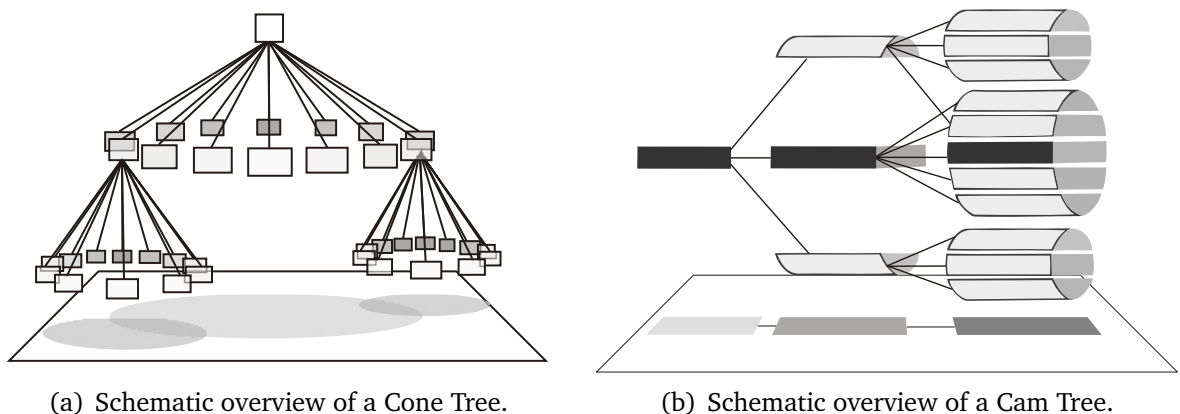 (a) Schematic overview of a Cone Tree.
(b) Schematic overview of a Cam Tree.